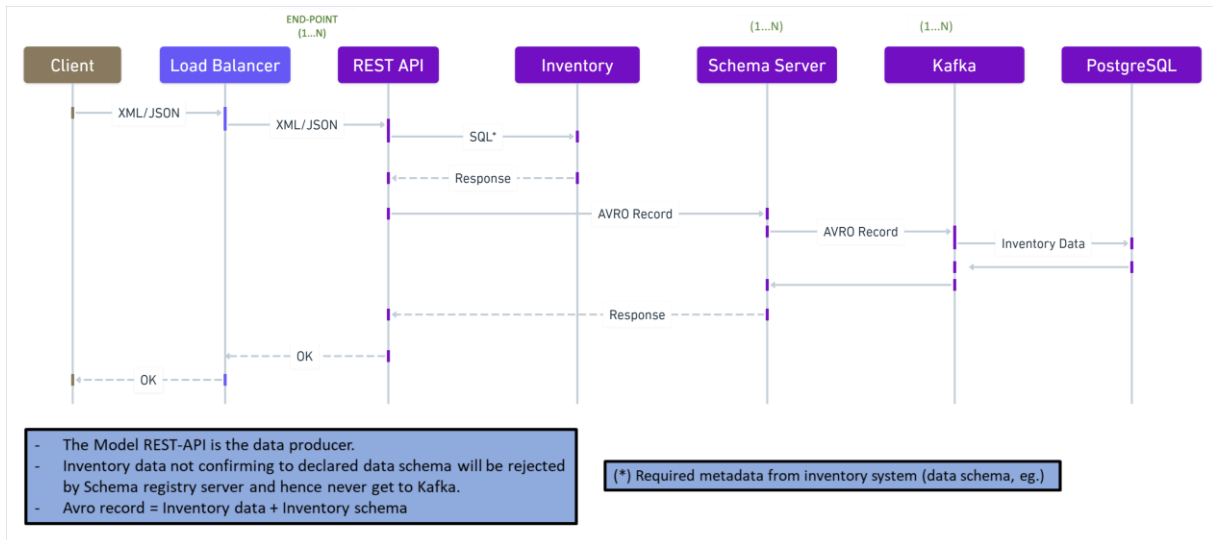 END-POINT
(1...N)
(1...N)
(1...N)
Client
Load Balancer
REST API
Inventory
Schema Server
Kafka
PostgreSQL
XML/JSON
XML/JSON
SQL*
Response
AVRO Record
AVRO Record
Inventory Data
Response
OK
OK
- The Model REST-API is the data producer.
- Inventory data not confirming to declared data schema will be rejected
by Schema registry server and hence never get to Kafka.
- Avro record = Inventory data + Inventory schema
(*) Required metadata from inventory system (data schema, eg.)